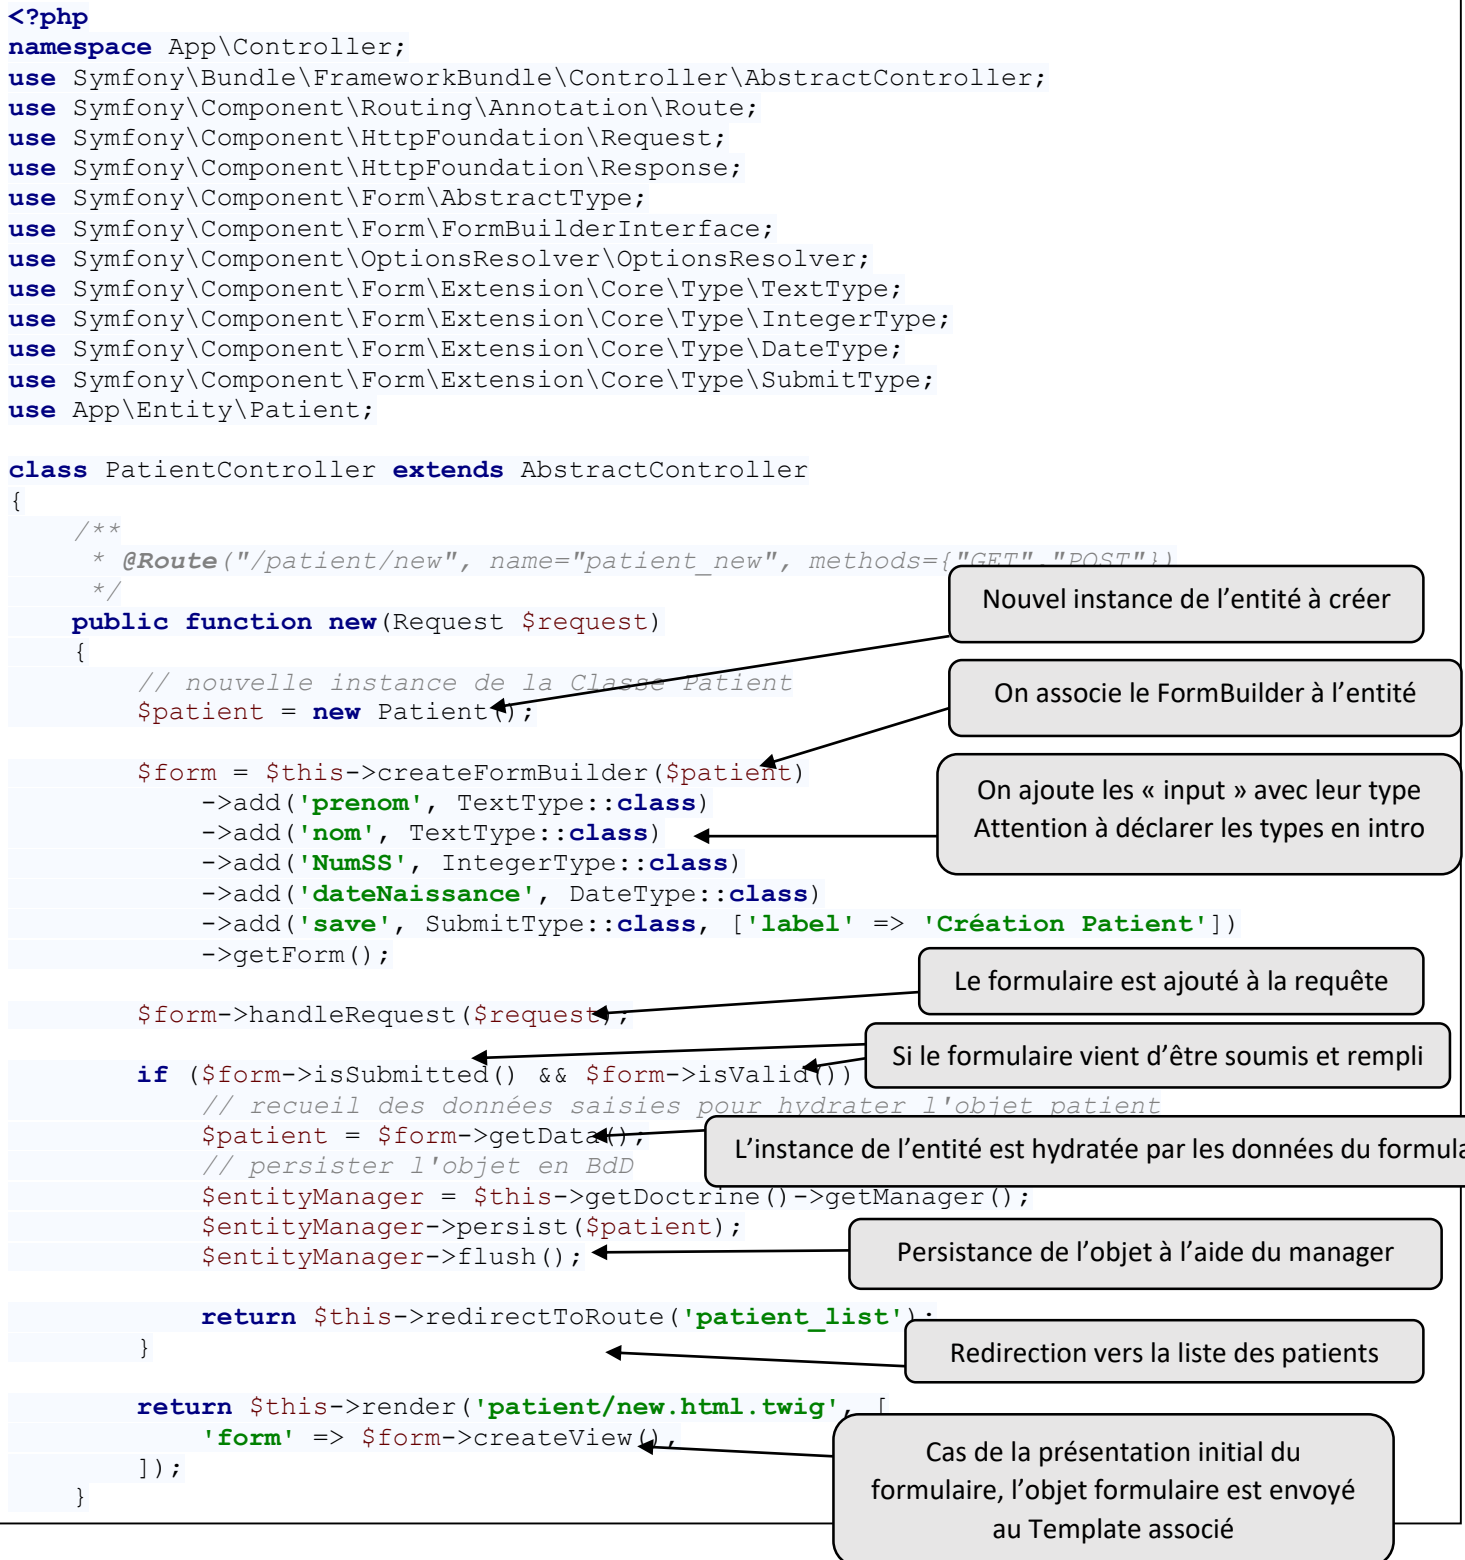 <?php
namespace App\Controller;
use Symfony\Bundle\FrameworkBundle\Controller\AbstractController;
use Symfony\Component\Routing\Annotation\Route;
use Symfony\Component\HttpFoundation\Request;
use Symfony\Component\HttpFoundation\Response;
use Symfony\Component\Form\AbstractType;
use Symfony\Component\Form\FormBuilderInterface;
use Symfony\Component\OptionsResolver\OptionsResolver;
use Symfony\Component\Form\Extension\Core\Type\TextType;
use Symfony\Component\Form\Extension\Core\Type\IntegerType;
use Symfony\Component\Form\Extension\Core\Type\DateType;
use Symfony\Component\Form\Extension\Core\Type\SubmitType;
use App\Entity\Patient;
class PatientController extends AbstractController
{
/**
* @Route("/patient/new", name="patient_new", methods={"GET","POST"})
*/
Nouvel instance de l’entité à créer
public function new(Request $request)
{
// nouvelle instance de la Classe Patient
On associe le FormBuilder à l’entité
$patient = new Patient();
$form = $this->createFormBuilder($patient)
On ajoute les « input » avec leur type
Attention à déclarer les types en intro
->add('prenom', TextType::class)
->add('nom', TextType::class)
->add('NumSS', IntegerType::class)
->add('dateNaissance', DateType::class)
->add('save', SubmitType::class, ['label' => 'Création Patient'])
->getForm();
Le formulaire est ajouté à la requête
$form->handleRequest($request);
Si le formulaire vient d’être soumis et rempli
if ($form->isSubmitted() && $form->isValid())
// recueil des données saisies pour hydrater l'objet patient
$patient = $form->getData();
L’instance de l’entité est hydratée par les données du formula
// persister l'objet en BdD
$entityManager = $this->getDoctrine()->getManager();
$entityManager->persist($patient);
$entityManager->flush();
Persistance de l’objet à l’aide du manager
return $this->redirectToRoute('patient_list');
}
Redirection vers la liste des patients
return $this->render('patient/new.html.twig', [
'form' => $form->createView(),
]);
}
Cas de la présentation initial du
formulaire, l’objet formulaire est envoyé
au Template associé